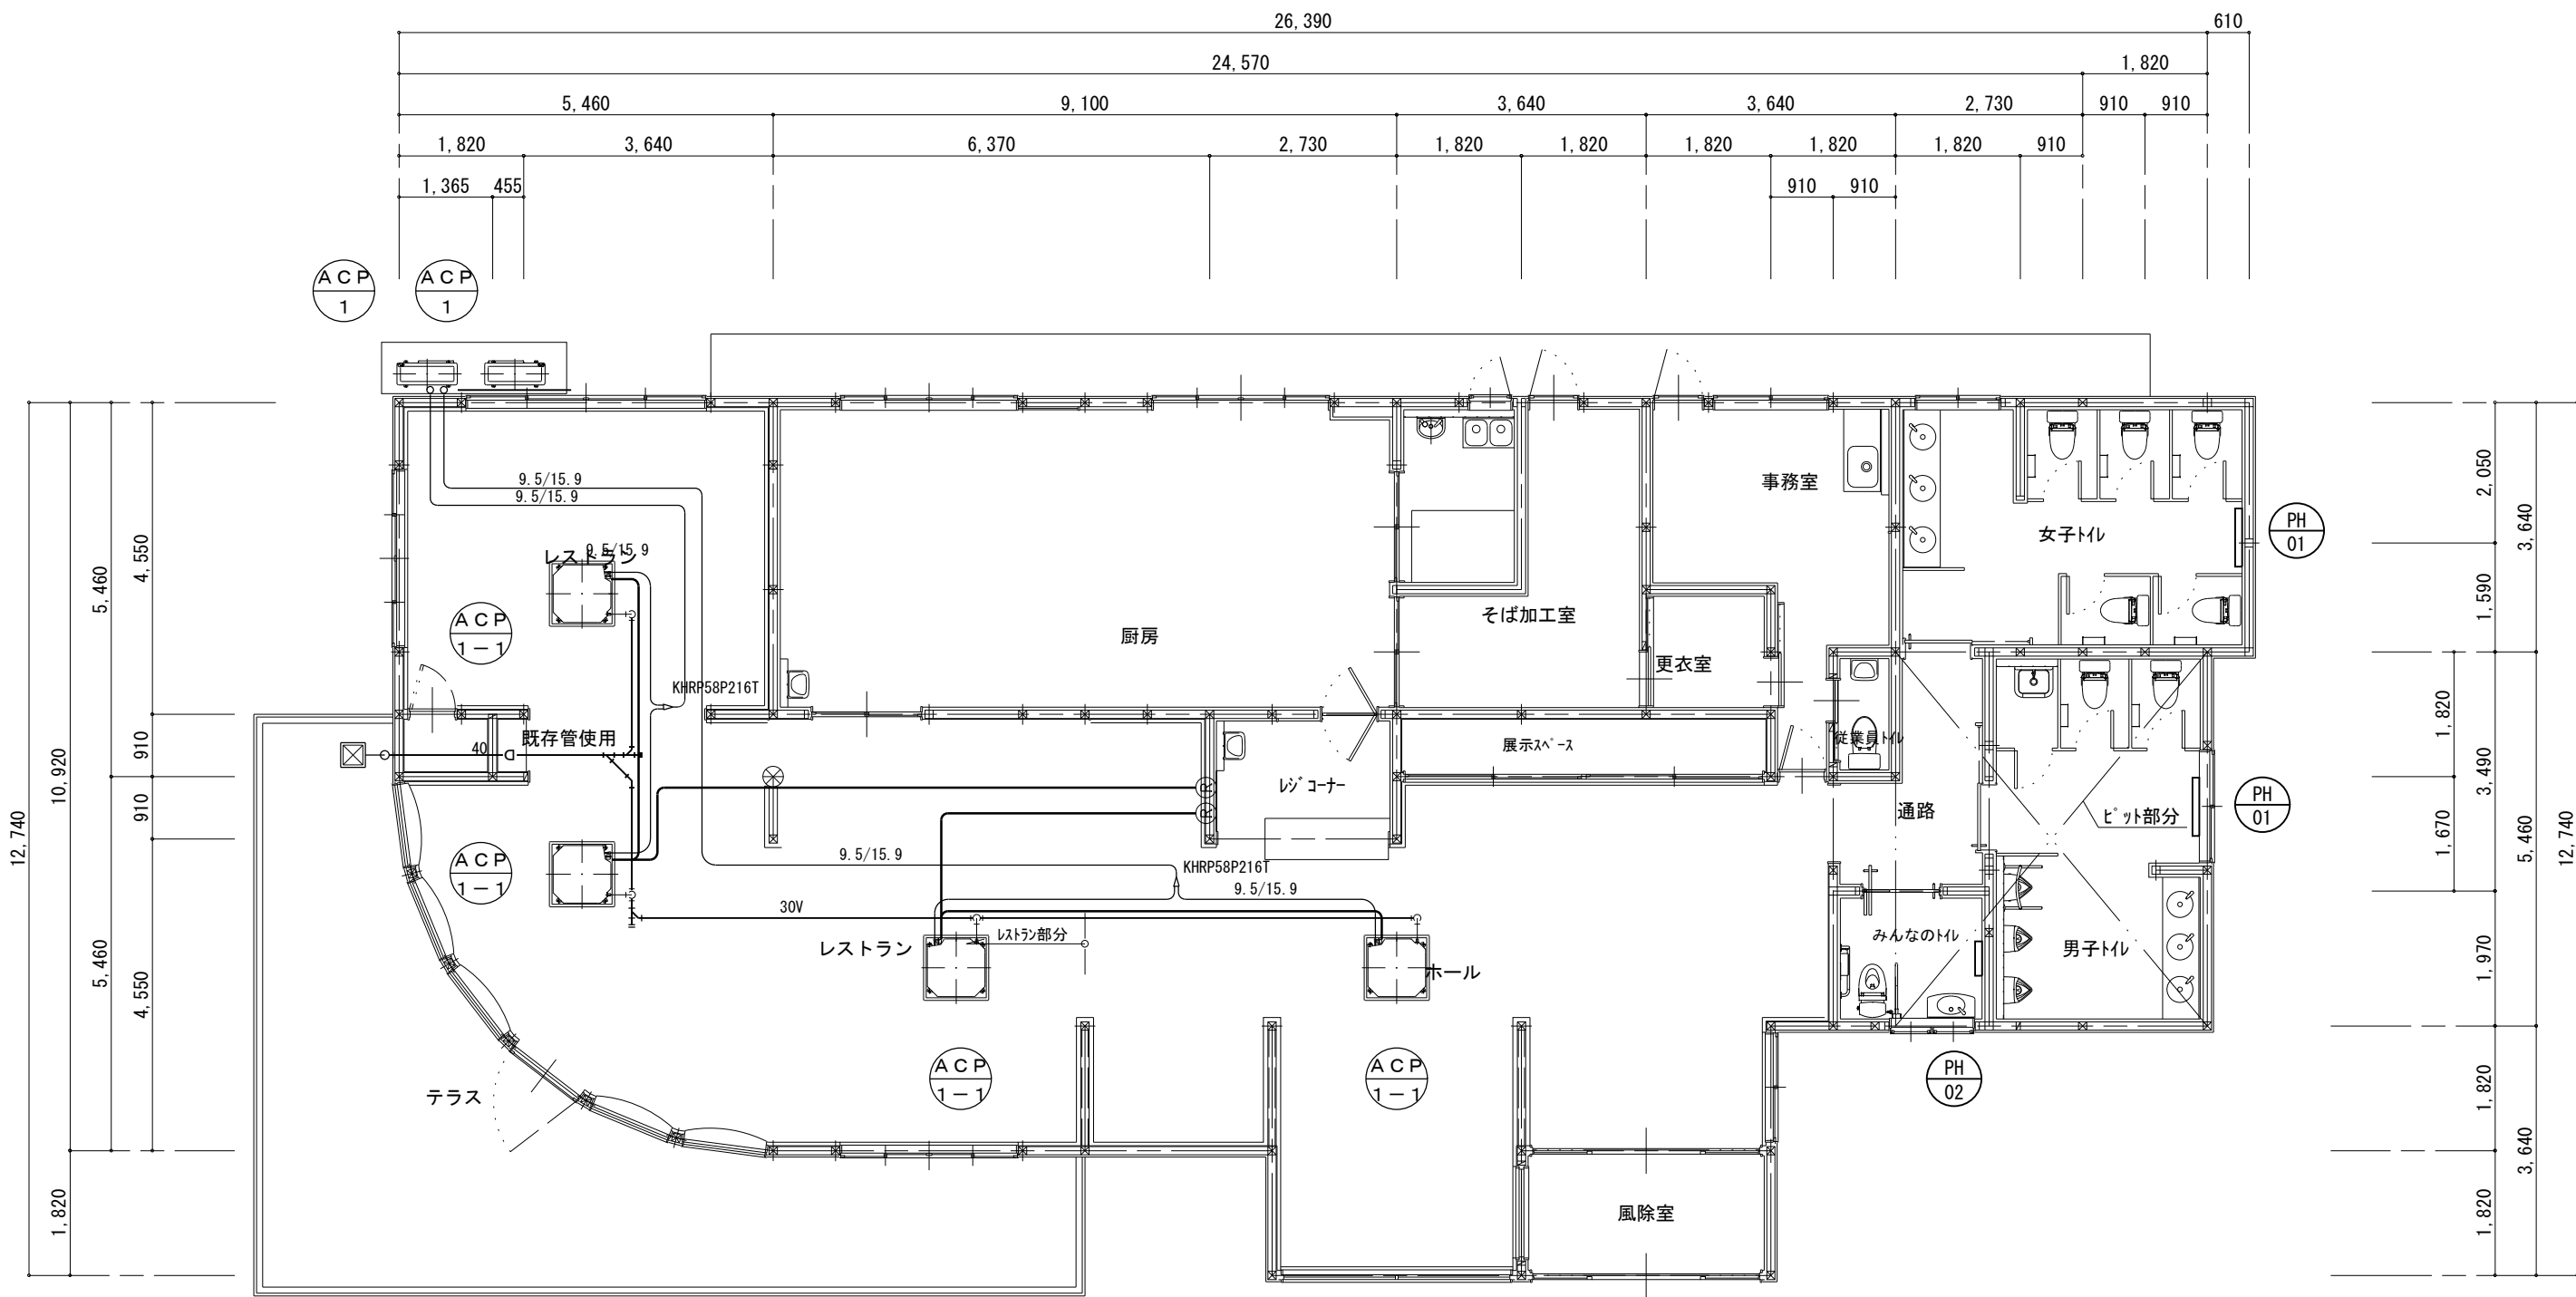 26,390
610
24,570
1,820
5,460
9,100
3,640
3,640
2,730
910
910
1,820
3,640
6,370
2,730
1,820
1,820
1,820
1,820
1,820
910
1,365
455
910
910
ACP
1
ACP
1
9.5/15.9
9.5/15.9
9.5/15.9
レストラン
ACP
1-1
KHRP58P216T
既存管使用
40
厨房
そば加工室
事務室
更衣室
女子トイレ
PH
01
展示スペース
従業員トイレ
レジコーナー
R
R
通路
ピット部分
PH
01
ACP
1-1
9.5/15.9
KHRP58P216T
9.5/15.9
30V
レストラン部分
レストラン
ホール
みんなのトイレ
男子トイレ
ACP
1-1
ACP
1-1
PH
02
テラス
風除室
12,740
10,920
1,820
5,460
5,460
4,550
910
910
4,550
2,050
1,590
1,820
1,670
3,490
1,970
1,820
1,820
3,640
5,460
3,640
12,740